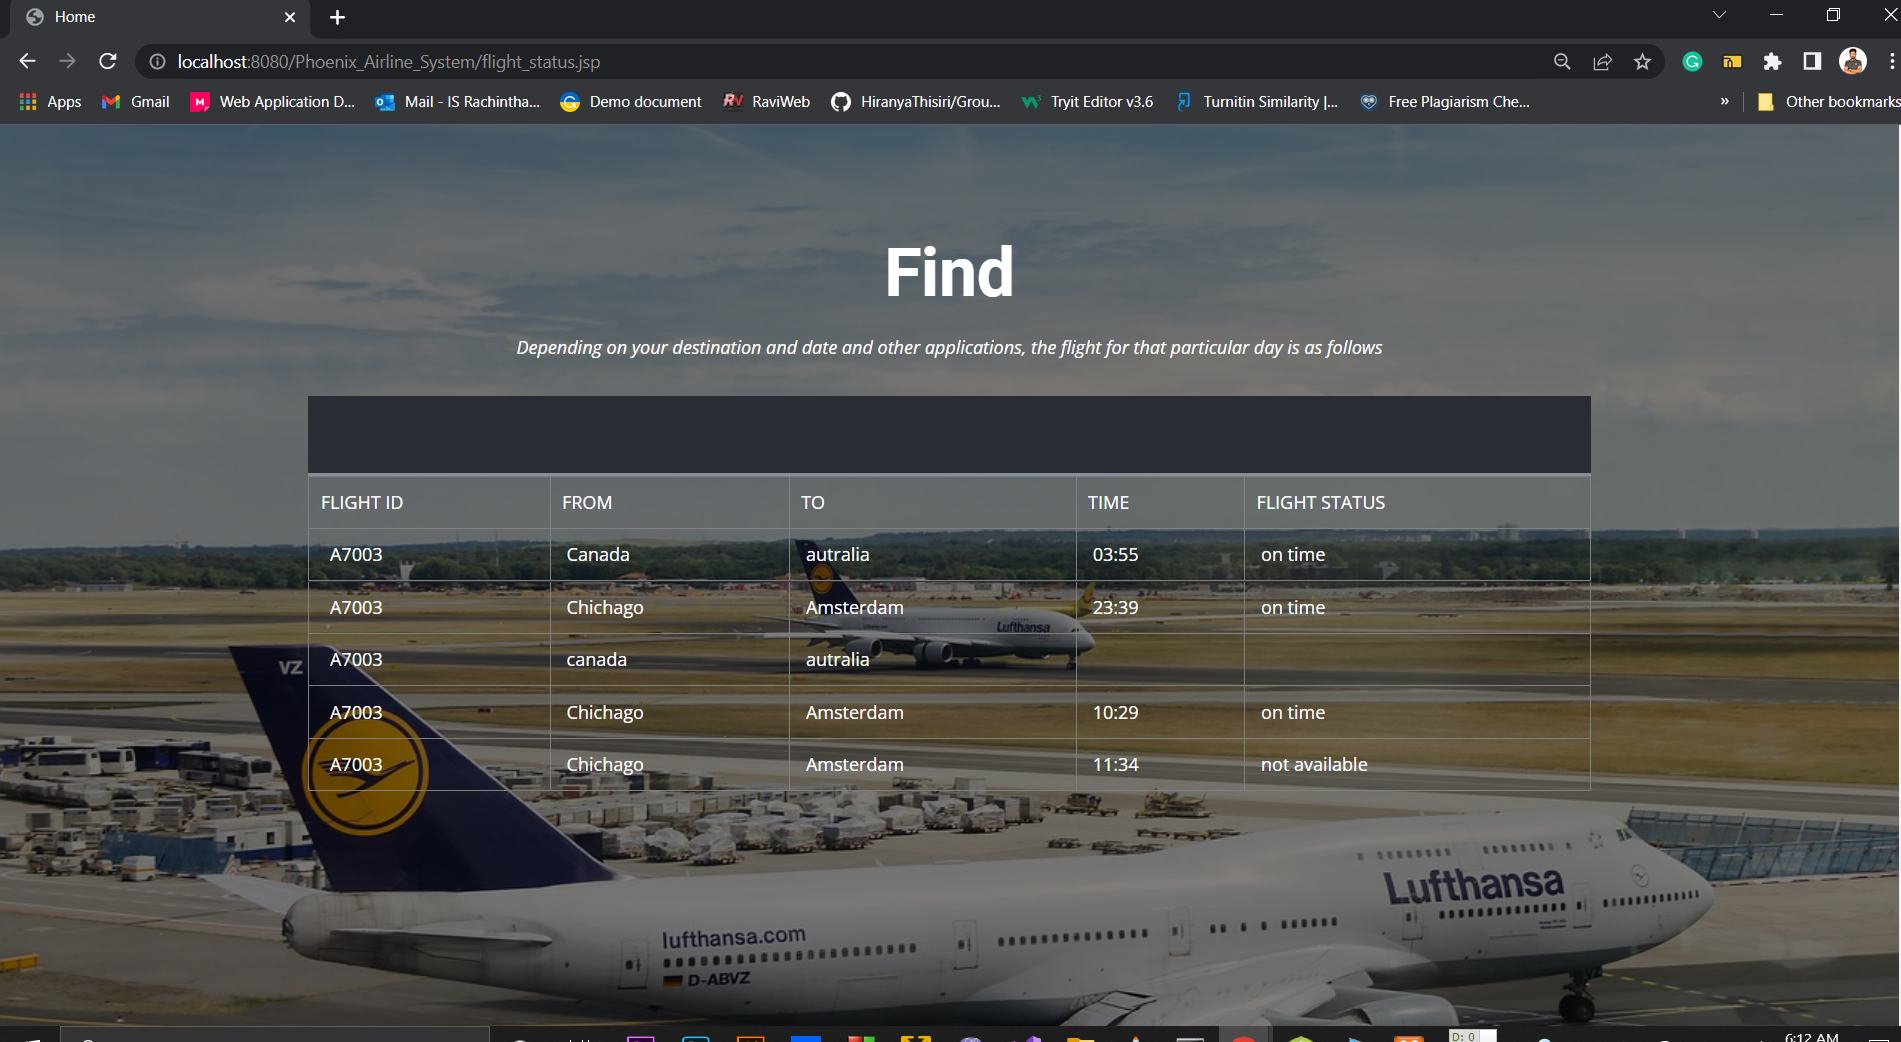 Home
localhost:8080/Phoenix_Airline_System/flight_status.jsp
Apps Gmail Web Application D... Mail - IS Rachintha... Demo document RaviWeb HiranyaThisiri/Grou... Tryit Editor v3.6 Turnitin Similarity |... Free Plagiarism Che... » Other bookmarks
Find
Depending on your destination and date and other applications, the flight for that particular day is as follows
FLIGHT ID FROM TO TIME FLIGHT STATUS
A7003 Canada autralia 03:55 on time
A7003 Chichago Amsterdam 23:39 on time
Lufthansa
A7003 canada autralia
VZ
A7003 Chichago Amsterdam 10:29 on time
A7003 Chichago Amsterdam 11:34 not available
Lufthansa
lufthansa.com
D-ABVZ
D: 0
6:12 AM